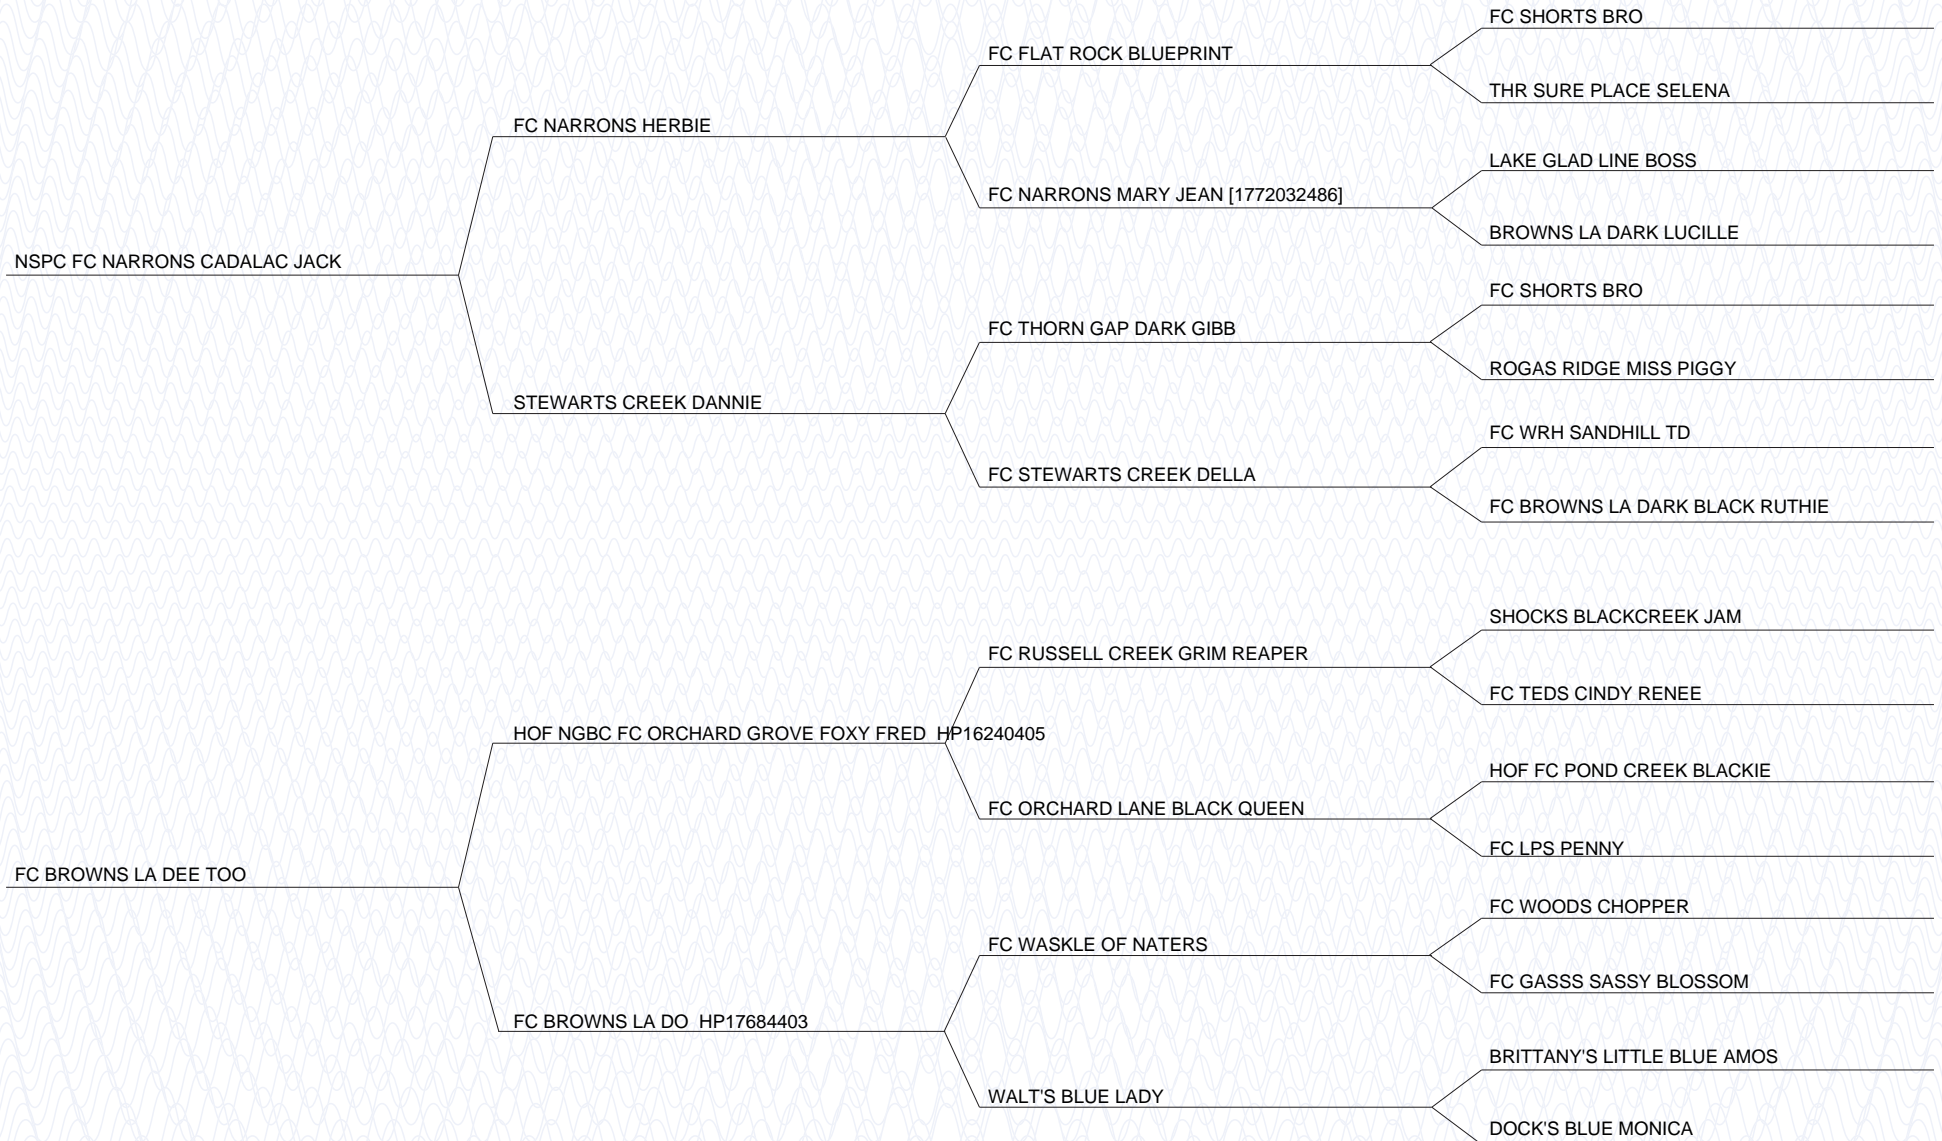 FC SHORTS BRO
FC FLAT ROCK BLUEPRINT
THR SURE PLACE SELENA
FC NARRONS HERBIE
LAKE GLAD LINE BOSS
FC NARRONS MARY JEAN [1772032486]
BROWNS LA DARK LUCILLE
NSPC FC NARRONS CADALAC JACK
FC SHORTS BRO
FC THORN GAP DARK GIBB
ROGAS RIDGE MISS PIGGY
STEWARTS CREEK DANNIE
FC WRH SANDHILL TD
FC STEWARTS CREEK DELLA
FC BROWNS LA DARK BLACK RUTHIE
SHOCKS BLACKCREEK JAM
FC RUSSELL CREEK GRIM REAPER
FC TEDS CINDY RENEE
HOF NGBC FC ORCHARD GROVE FOXY FRED  HP16240405
HOF FC POND CREEK BLACKIE
FC ORCHARD LANE BLACK QUEEN
FC LPS PENNY
FC BROWNS LA DEE TOO
FC WOODS CHOPPER
FC WASKLE OF NATERS
FC GASSS SASSY BLOSSOM
FC BROWNS LA DO  HP17684403
BRITTANY'S LITTLE BLUE AMOS
WALT'S BLUE LADY
DOCK'S BLUE MONICA